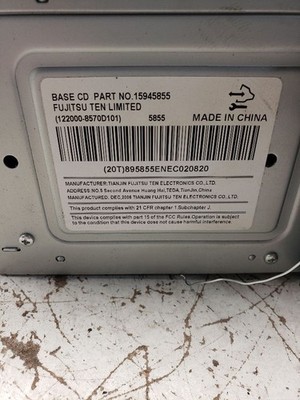 BASE CD PART NO.15945855
FUJITSU TEN LIMITED
(122000-8570D101) 5855
MADE IN CHINA
(20T)895855ENEC020820
MANUFACTURER:TIANJIN FUJITSU TEN ELECTRONICS CO.,LTD.
ADDRESS:NO.5 Second Avenue Huang Hui,TEDA,Tianjin,China
MANUFACTURED. DEC,2008 TIANJIN FUJITSU TEN ELECTRONICS CO.,LTD.
This product complies with 21 CFR chapter 1.Subchapter J.
This device complies with part 15 of the FCC Rules.Operation is subject
to the condition that this device does not cause harmful interference.